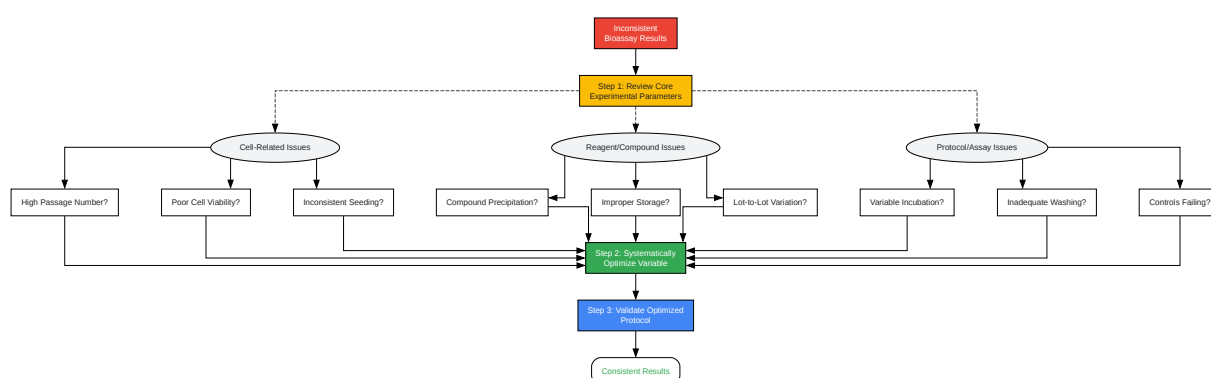 Inconsistent
Bioassay Results
Step 1: Review Core
Experimental Parameters
Cell-Related Issues
Reagent/Compound Issues
Protocol/Assay Issues
High Passage Number?
Poor Cell Viability?
Inconsistent Seeding?
Compound Precipitation?
Improper Storage?
Lot-to-Lot Variation?
Variable Incubation?
Inadequate Washing?
Controls Failing?
Step 2: Systematically
Optimize Variable
Step 3: Validate Optimized
Protocol
Consistent Results